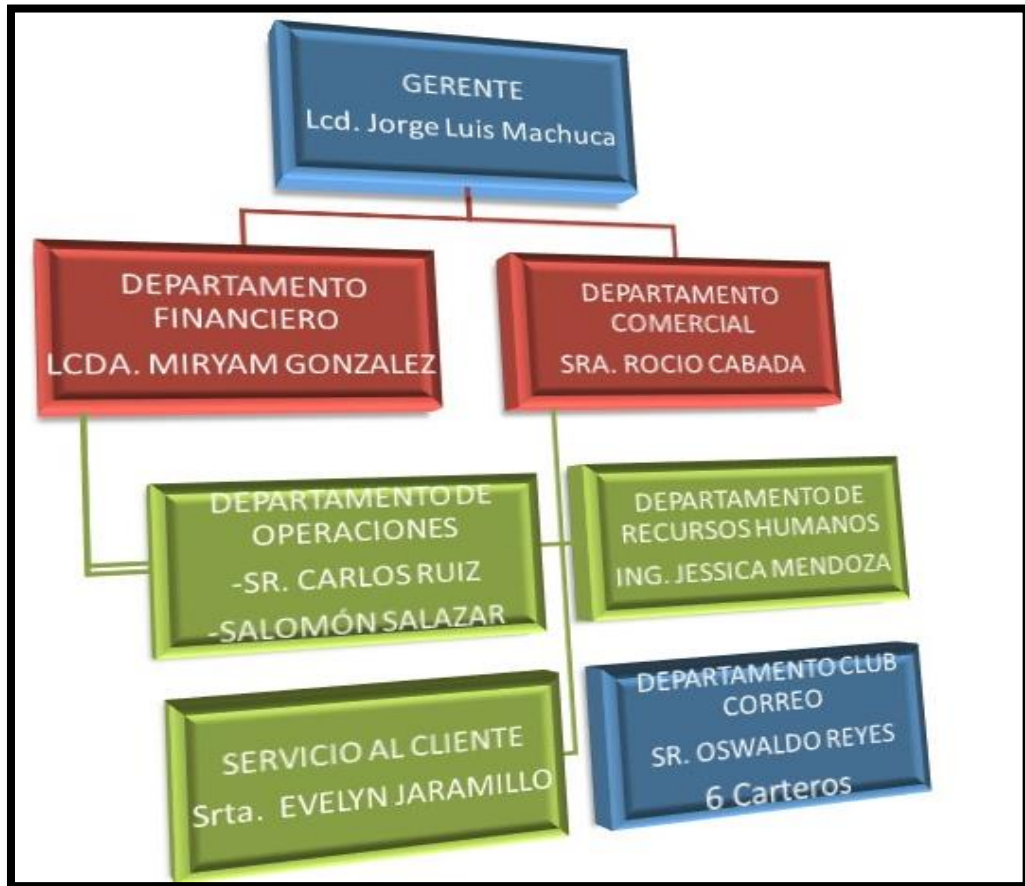 GERENTE
Lcd. Jorge Luis Machuca
DEPARTAMENTO
FINANCIERO
LCDA. MIRYAM GONZALEZ
DEPARTAMENTO
COMERCIAL
SRA. ROCIO CABADA
DEPARTAMENTO DE
OPERACIONES
-SR. CARLOS RUIZ
-SALOMÓN SALAZAR
DEPARTAMENTO DE
RECURSOS HUMANOS
ING. JESSICA MENDOZA
SERVICIO AL CLIENTE
Srta. EVELYN JARAMILLO
DEPARTAMENTO CLUB
CORREO
SR. OSWALDO REYES
6 Carteros